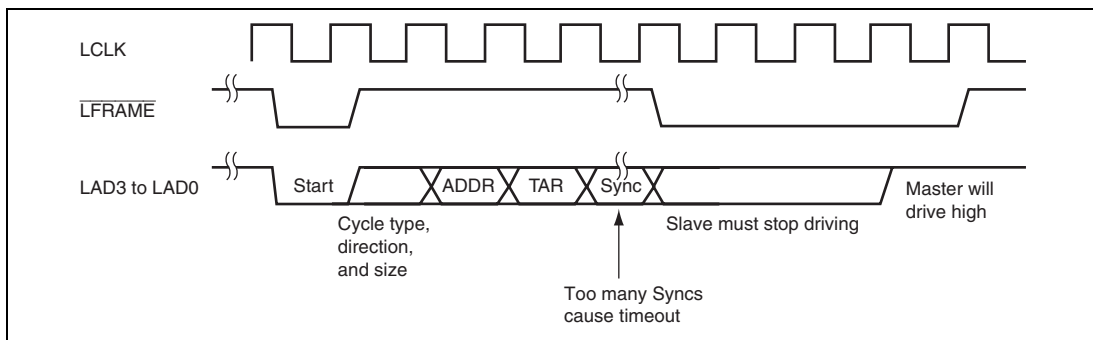 LCLK
LFRAME
LAD3 to LAD0
Start
ADDR
TAR
Sync
Master will
drive high
Cycle type,
direction,
and size
Slave must stop driving
Too many Syncs
cause timeout